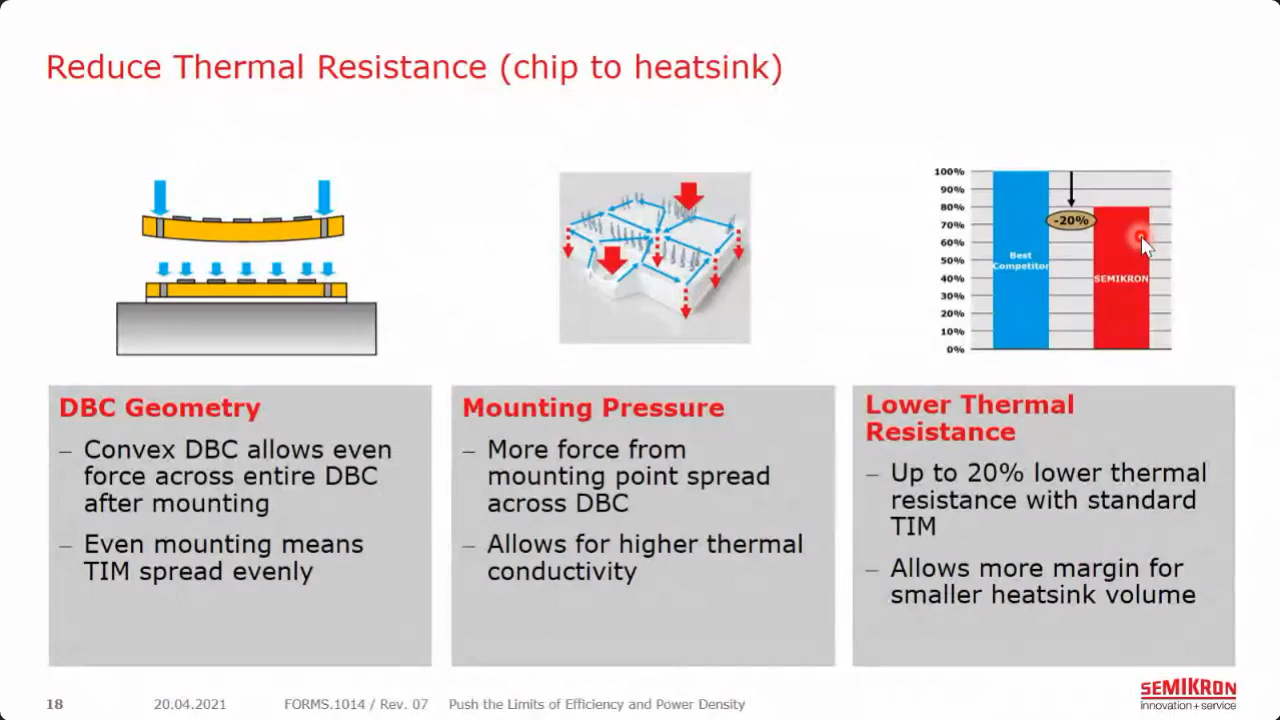 Reduce Thermal Resistance (chip to heatsink)
100%
90%
80%
70%
60%
50%
40%
30%
20%
10%
0%
-20%
Best
Competitor
SEMIKRON
DBC Geometry
– Convex DBC allows even
force across entire DBC
after mounting
– Even mounting means
TIM spread evenly
Mounting Pressure
– More force from
mounting point spread
across DBC
– Allows for higher thermal
conductivity
Lower Thermal
Resistance
– Up to 20% lower thermal
resistance with standard
TIM
– Allows more margin for
smaller heatsink volume
18 20.04.2021 FORMS.1014 / Rev. 07 Push the Limits of Efficiency and Power Density
SEMIKRON
innovation+service